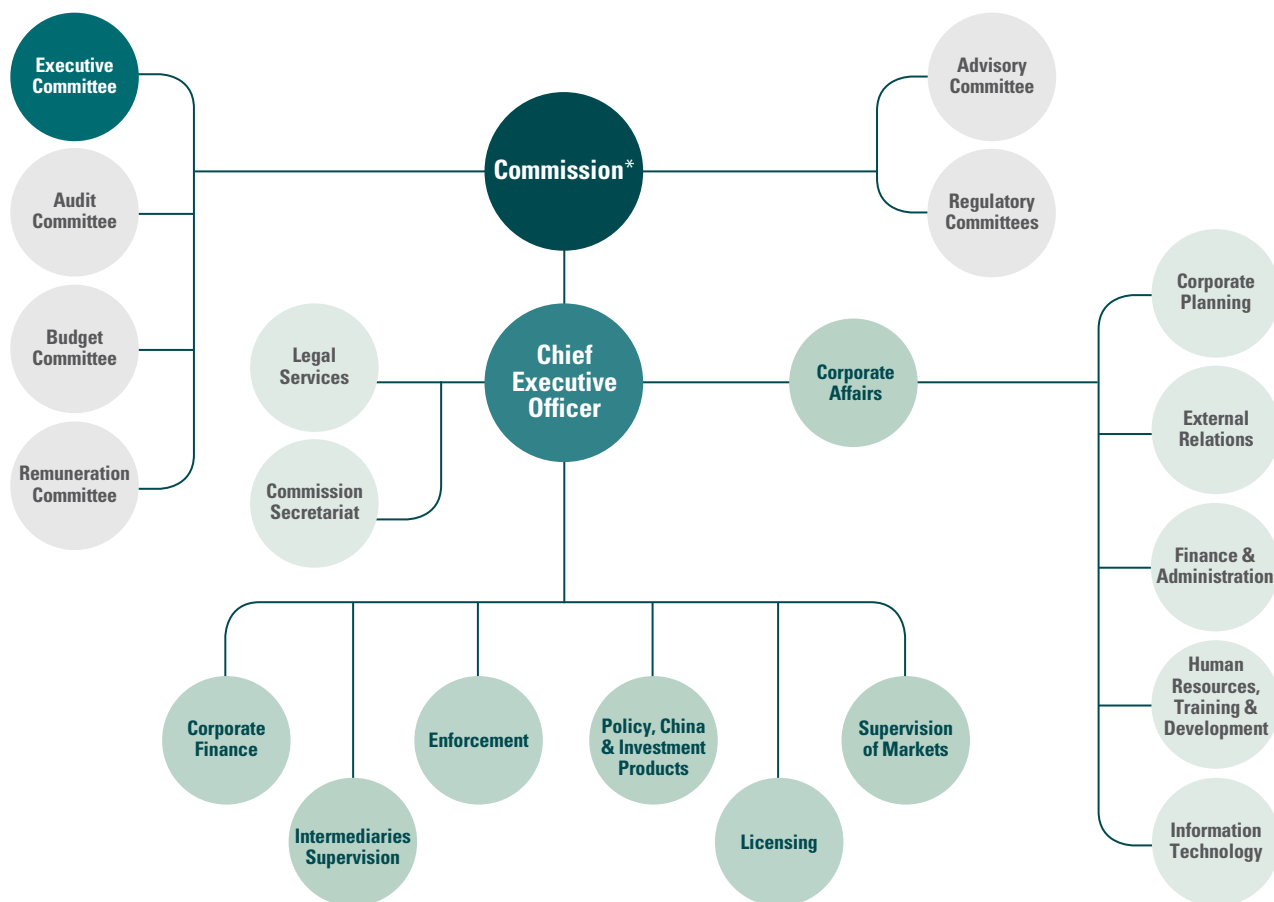 Executive
Committee
Advisory
Committee
Commission*
Audit
Committee
Regulatory
Committees
Corporate
Planning
Budget
Committee
Legal
Services
Chief
Executive
Officer
Corporate
Affairs
External
Relations
Remuneration
Committee
Commission
Secretariat
Finance &
Administration
Human
Resources,
Training &
Development
Corporate
Finance
Enforcement
Policy, China
& Investment
Products
Supervision
of Markets
Intermediaries
Supervision
Licensing
Information
Technology